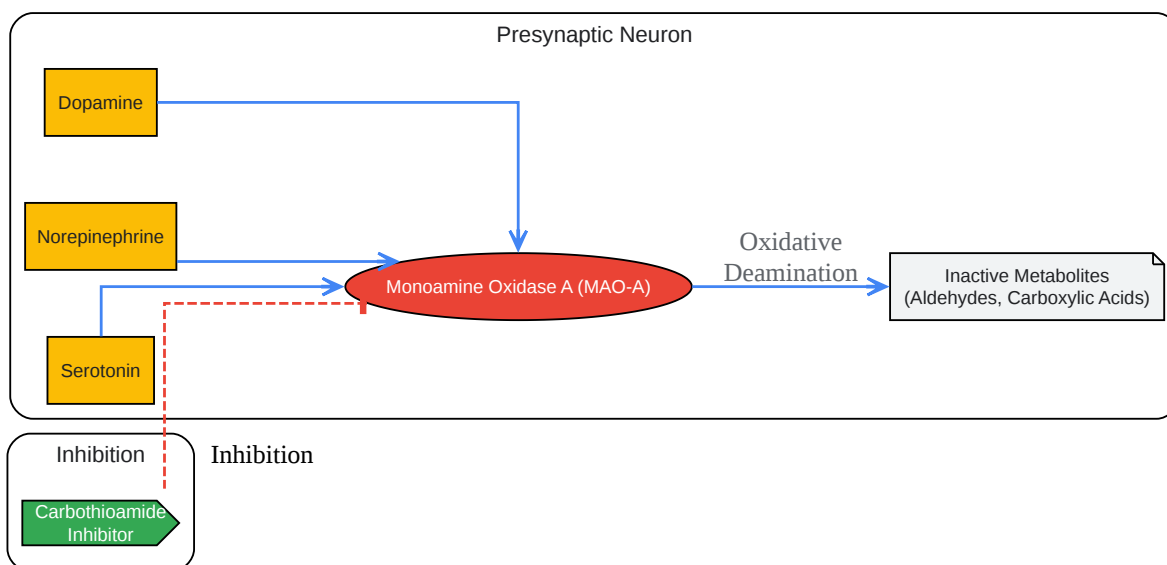 Presynaptic Neuron
Dopamine
Norepinephrine
Serotonin
Monoamine Oxidase A (MAO-A)
Oxidative
Deamination
Inactive Metabolites
(Aldehydes, Carboxylic Acids)
Inhibition
Inhibition
Carbothioamide
Inhibitor